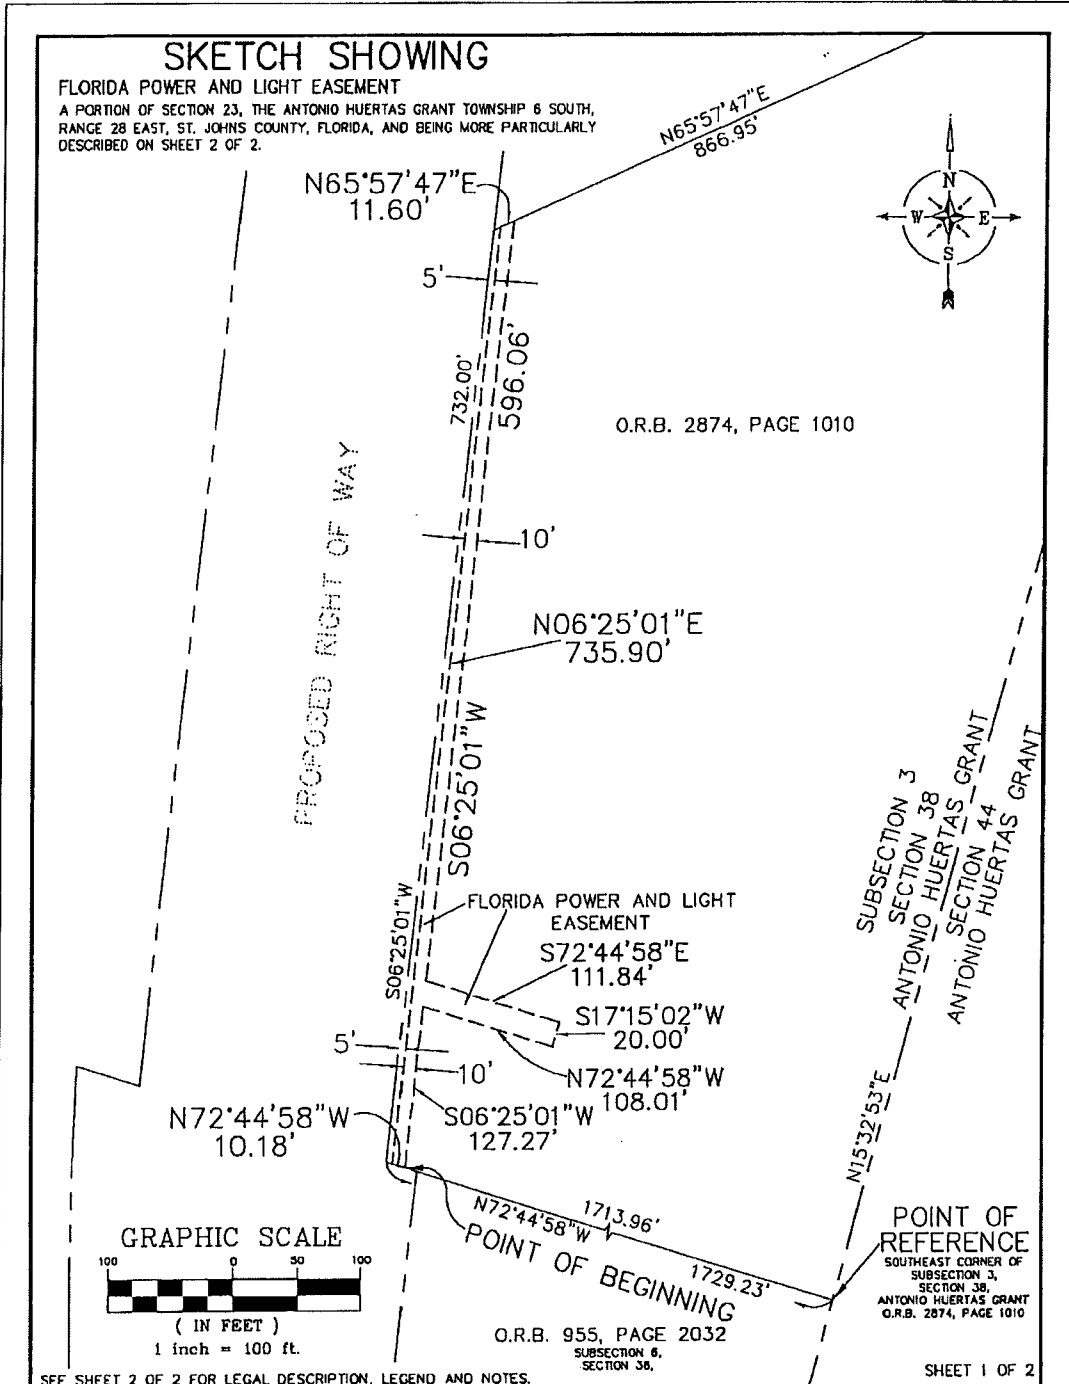 SKETCH SHOWING
FLORIDA POWER AND LIGHT EASEMENT
A PORTION OF SECTION 23, THE ANTONIO HUERTAS GRANT TOWNSHIP 6 SOUTH,
RANGE 28 EAST, ST. JOHNS COUNTY, FLORIDA, AND BEING MORE PARTICULARLY
DESCRIBED ON SHEET 2 OF 2.
N65°57'47"E
866.95'
N65°57'47"E
11.60'
N
W
E
S
5'
732.00'
596.06'
O.R.B. 2874, PAGE 1010
PROPOSED RIGHT OF WAY
10'
N06°25'01"E
735.90'
S06°25'01"W
S06°25'01"W
SUBSECTION 3
SECTION 38
ANTONIO HUERTAS GRANT
SECTION 44
ANTONIO HUERTAS GRANT
FLORIDA POWER AND LIGHT
EASEMENT
S72°44'58"E
111.84'
S17°15'02"W
20.00'
5'
10'
N72°44'58"W
108.01'
N72°44'58"W
10.18'
S06°25'01"W
127.27'
N15°32'53"E
N72°44'58"W
1713.96'
1729.23'
POINT OF BEGINNING
POINT OF
REFERENCE
SOUTHEAST CORNER OF
SUBSECTION 3,
SECTION 38,
ANTONIO HUERTAS GRANT
O.R.B. 2874, PAGE 1010
GRAPHIC SCALE
100 0 50 100
( IN FEET )
1 inch = 100 ft.
O.R.B. 955, PAGE 2032
SUBSECTION 6,
SECTION 38,
SEE SHEET 2 OF 2 FOR LEGAL DESCRIPTION, LEGEND AND NOTES.
SHEET 1 OF 2